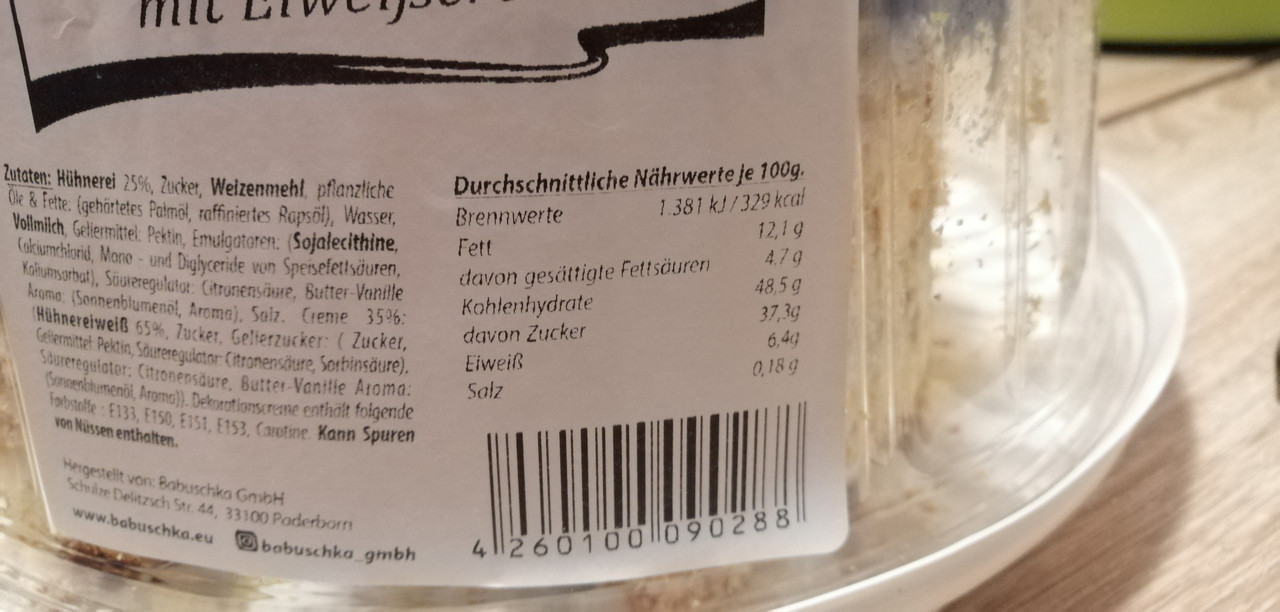 mit Eiweißcr
Zutaten: Hühnerei 25%, Zucker, Weizenmehl, pflanzliche
Öle & Fette: (gehärtetes Palmöl, raffiniertes Rapsöl), Wasser,
Vollmilch, Geliermittel: Pektin, Emulgatoren: (Sojalecithine,
Calciumchlorid, Mono - und Diglyceride von Speisefettsäuren,
Kaliumsorbat), Säureregulator: Citronensäure, Butter-Vanille
Aroma: (Sonnenblumenöl, Aroma), Salz. Creme 35%:
(Hühnereiweiß 65%, Zucker, Gelierzucker: ( Zucker,
Geliermittel Pektin, Säureregulator: Citronensäure, Sorbinsäure),
Säureregulator: Citronensäure, Butter-Vanille Aroma:
(Sonnenblumenöl, Aroma)). Dekorationscreme enthält folgende
Farbstoffe : E133, E150, E151, E153, Carotine. Kann Spuren
von Nüssen enthalten.
Hergestellt von: Babuschka GmbH
Schulze Delitzsch Str. 44, 33100 Paderborn
www.babuschka.eu babuschka_gmbh
Durchschnittliche Nährwerte je 100g.
Brennwerte 1.381 kJ / 329 kcal
Fett 12,1 g
davon gesättigte Fettsäuren 4,7 g
Kohlenhydrate 48,5 g
davon Zucker 37,3g
Eiweiß 6,4g
Salz 0,18 g
4 260100 090288